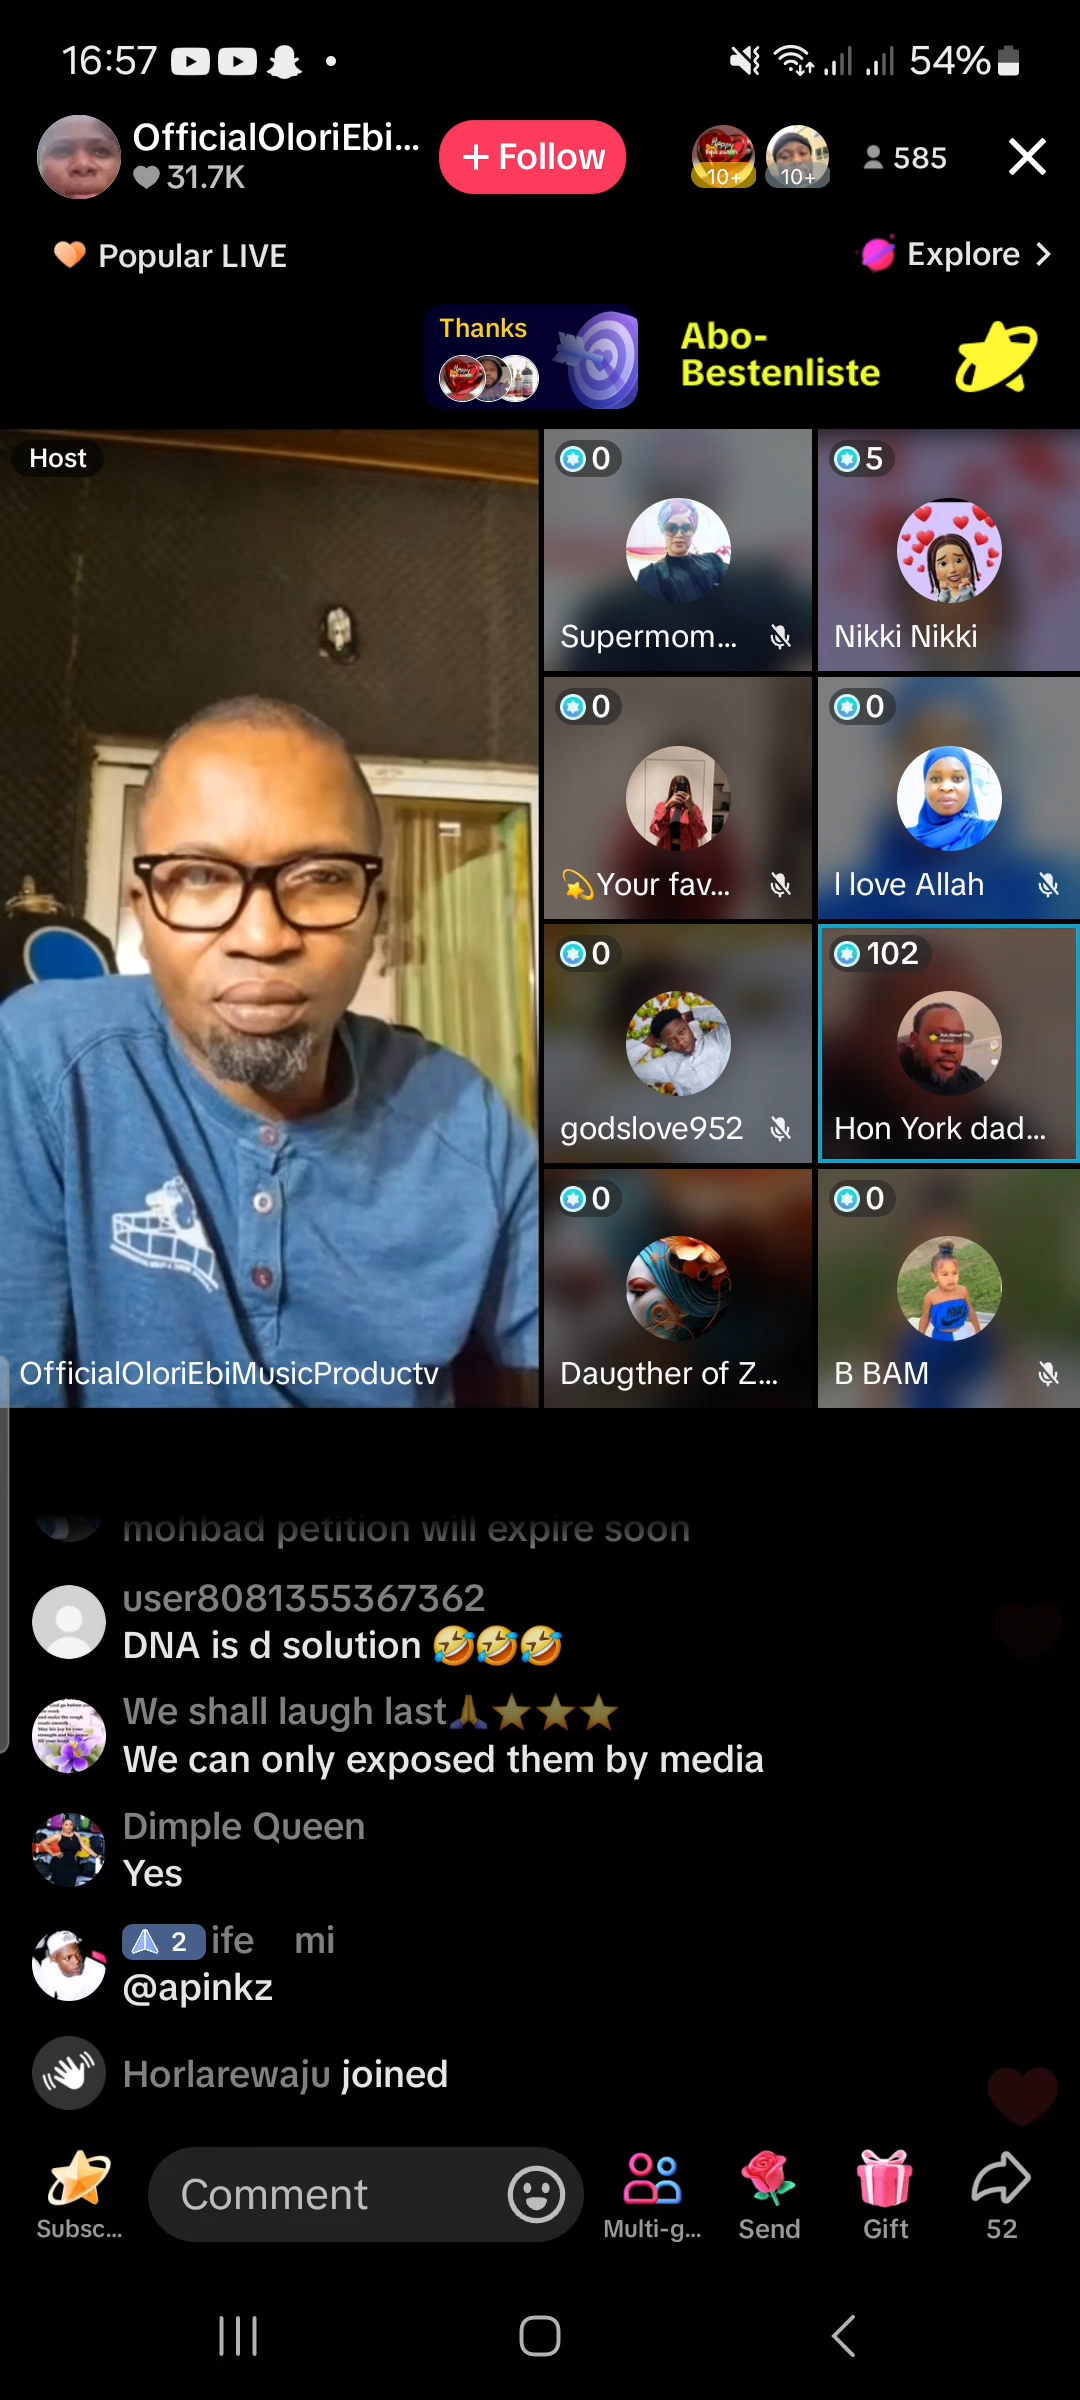 16:57
54%
OfficialOloriEbi...
31.7K
+ Follow
10+
10+
585
Popular LIVE
Explore
Thanks
Abo-
Bestenliste
Host
0
5
Supermom...
Nikki Nikki
0
0
Your fav...
I love Allah
0
102
godslove952
Hon York dad...
0
0
OfficialOloriEbiMusicProductv
Daugther of Z...
B BAM
mohbad petition will expire soon
user8081355367362
DNA is d solution 🤣🤣🤣
We shall laugh last🙏⭐⭐⭐
We can only exposed them by media
Dimple Queen
Yes
2 ife mi
@apinkz
Horlarewaju joined
Comment
Subsc...
Multi-g...
Send
Gift
52